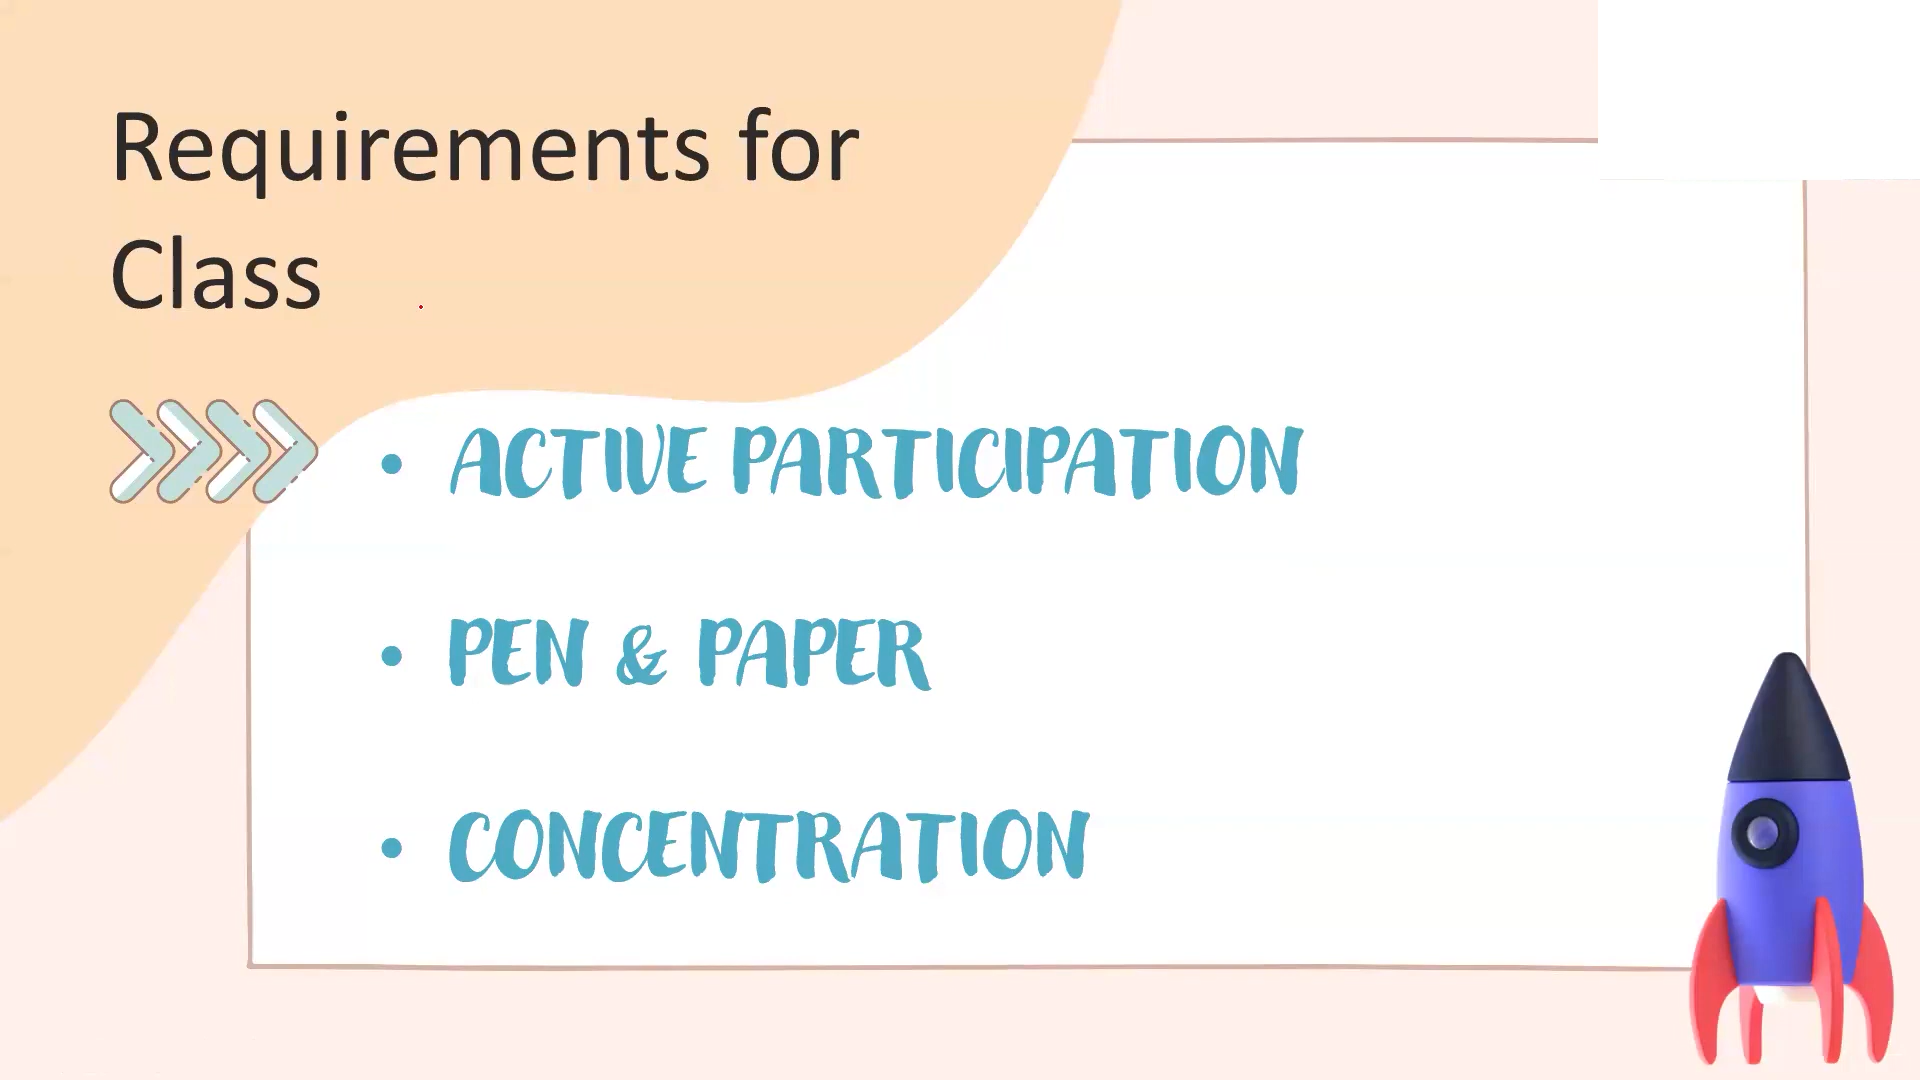 Requirements for
Class
• ACTIVE PARTICIPATION
• PEN & PAPER
• CONCENTRATION